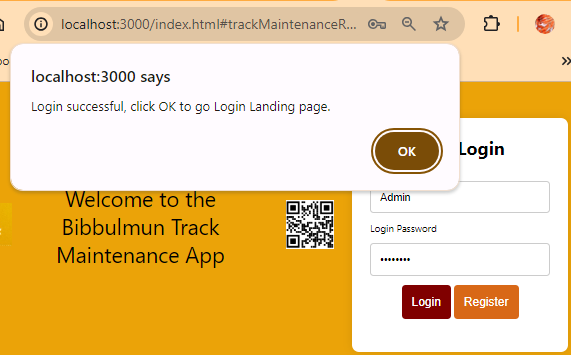 localhost:3000/index.html#trackMaintenanceR...
localhost:3000 says
Login successful, click OK to go Login Landing page.
OK
Login
Welcome to the
Bibbulmun Track
Maintenance App
Admin
Login Password
••••••••
Login
Register